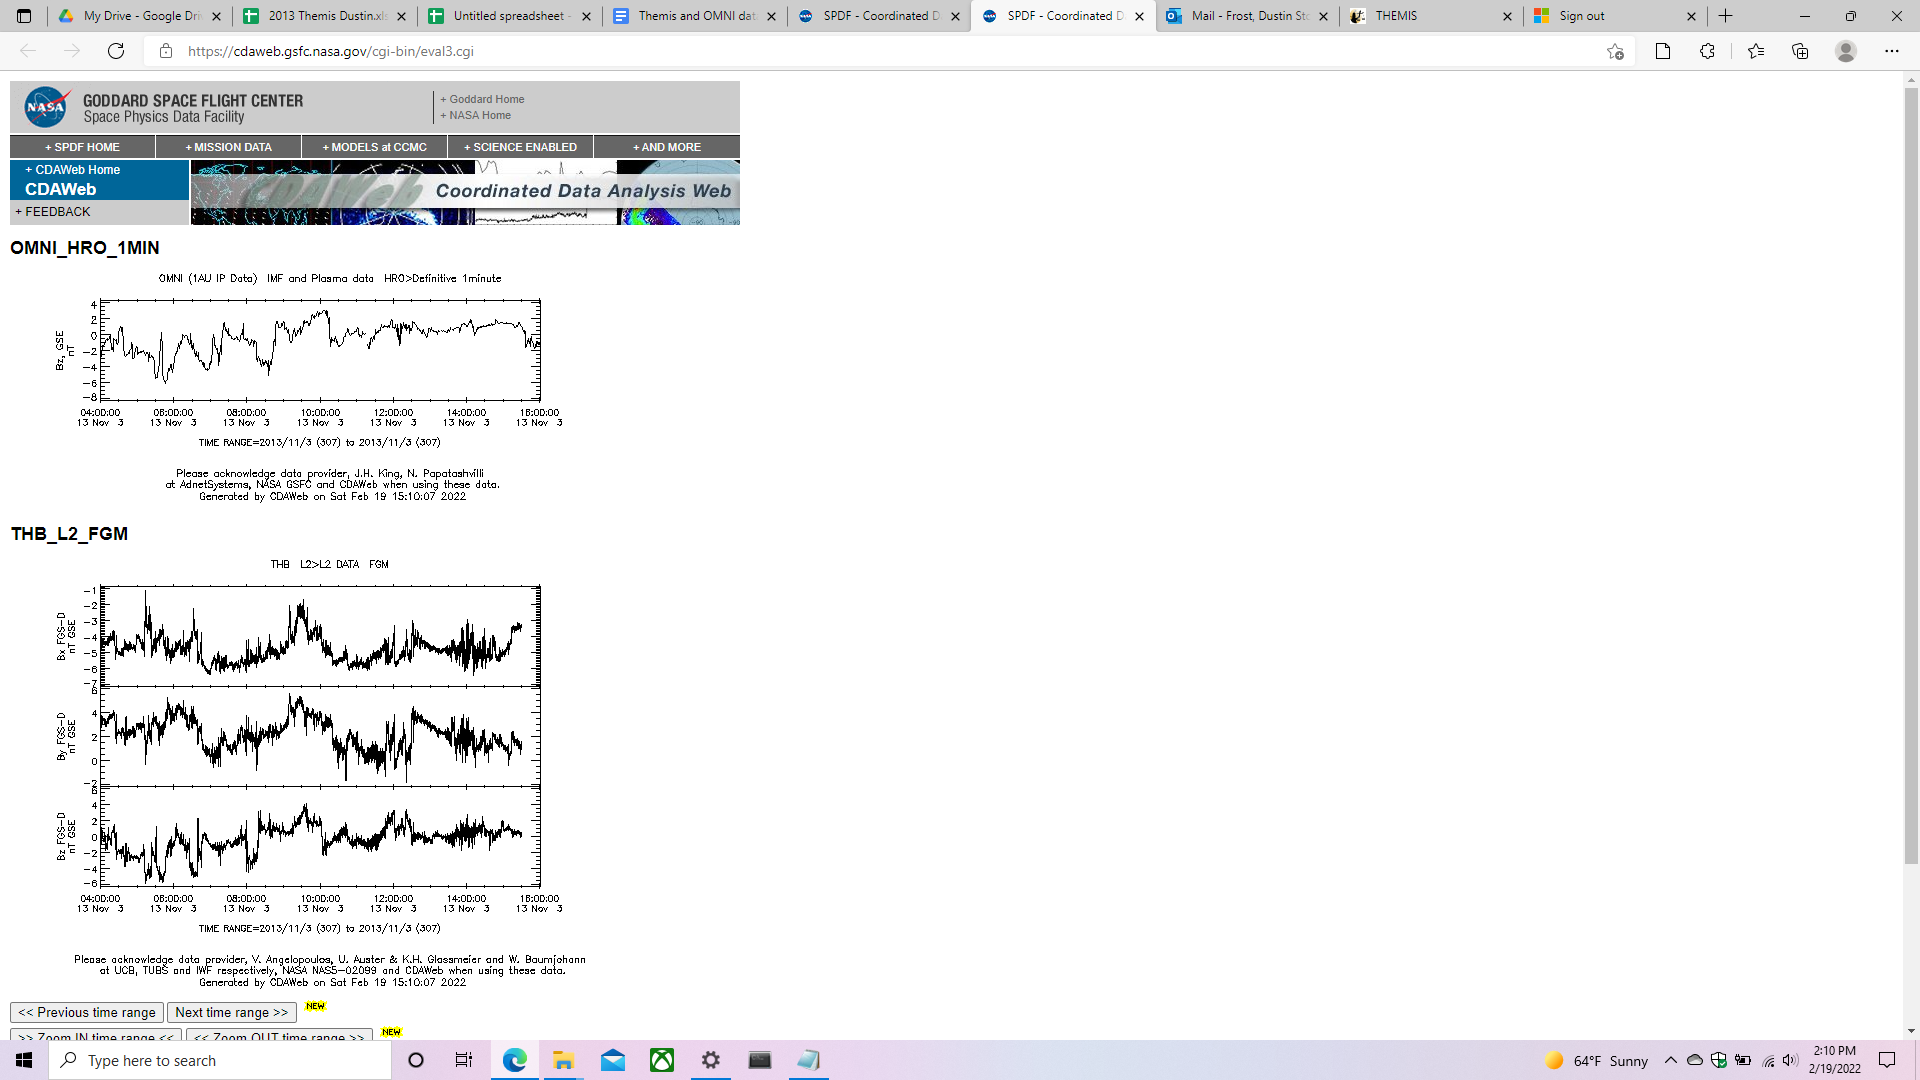 My Drive - Google Dri
2013 Themis Dustin.xls
Untitled spreadsheet -
Themis and OMNI dat
SPDF - Coordinated D
SPDF - Coordinated D
Mail - Frost, Dustin Sto
THEMIS
Sign out
https://cdaweb.gsfc.nasa.gov/cgi-bin/eval3.cgi
NASA
GODDARD SPACE FLIGHT CENTER
Space Physics Data Facility
+ Goddard Home
+ NASA Home
+ SPDF HOME
+ MISSION DATA
+ MODELS at CCMC
+ SCIENCE ENABLED
+ AND MORE
+ CDAWeb Home
CDAWeb
+ FEEDBACK
Coordinated Data Analysis Web
OMNI_HRO_1MIN
OMNI (1AU IP Data) IMF and Plasma data HRO>Definitive 1minute
Bz, GSE
nT
4
2
0
-2
-4
-6
-8
04:00:00 06:00:00 08:00:00 10:00:00 12:00:00 14:00:00 16:00:00
13 Nov 3 13 Nov 3 13 Nov 3 13 Nov 3 13 Nov 3 13 Nov 3 13 Nov 3
TIME RANGE=2013/11/3 (307) to 2013/11/3 (307)
Please acknowledge data provider, J.H. King, N. Papatashvilli
at AdnetSystems, NASA GSFC and CDAWeb when using these data.
Generated by CDAWeb on Sat Feb 19 15:10:07 2022
THB_L2_FGM
THB L2>L2 DATA FGM
Bx FGS-D
nT GSE
-1
-2
-3
-4
-5
-6
-7
By FGS-D
nT GSE
6
4
2
0
-2
Bz FGS-D
nT GSE
6
4
2
0
-2
-4
-6
04:00:00 06:00:00 08:00:00 10:00:00 12:00:00 14:00:00 16:00:00
13 Nov 3 13 Nov 3 13 Nov 3 13 Nov 3 13 Nov 3 13 Nov 3 13 Nov 3
TIME RANGE=2013/11/3 (307) to 2013/11/3 (307)
Please acknowledge data provider, V. Angelopoulos, U. Auster & K.H. Glassmeier and W. Baumjohann
at UCB, TUBS and IWF respectively, NASA NAS5-02099 and CDAWeb when using these data.
Generated by CDAWeb on Sat Feb 19 15:10:07 2022
<< Previous time range
Next time range >>
NEW
>> Zoom IN time range <<
<< Zoom OUT time range >>
NEW
Type here to search
64°F Sunny
2:10 PM
2/19/2022